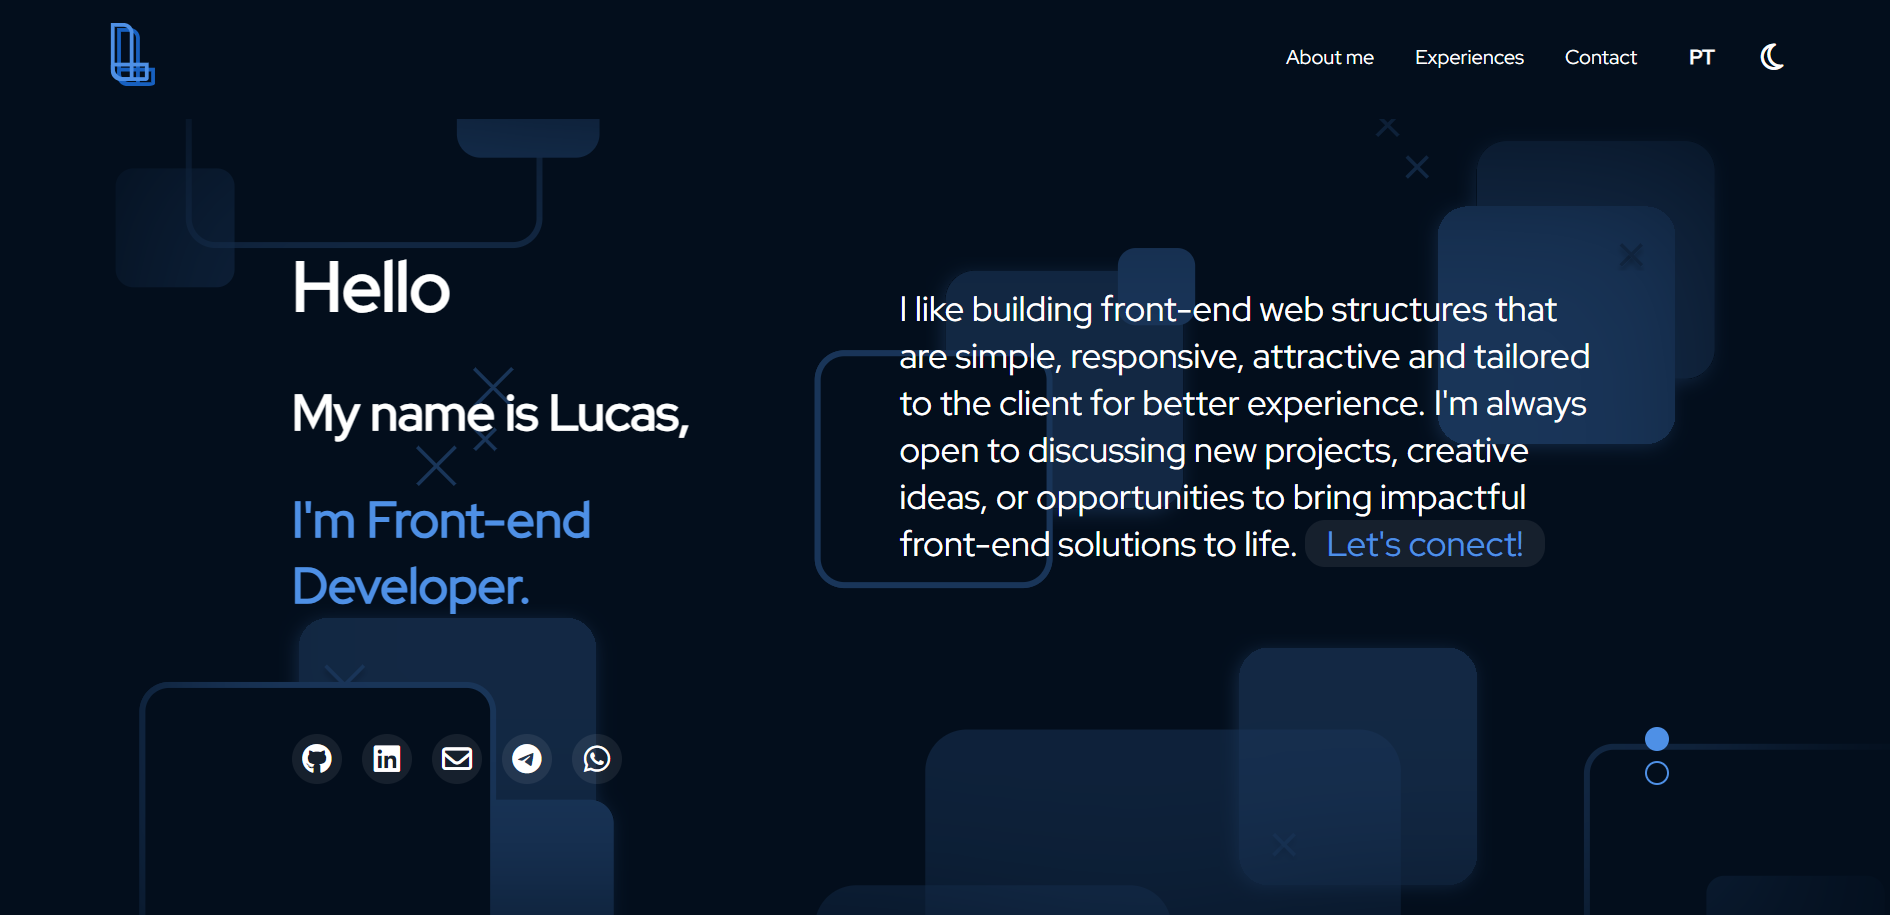 About me
Experiences
Contact
PT
Hello
My name is Lucas,
I'm Front-end
Developer.
I like building front-end web structures that
are simple, responsive, attractive and tailored
to the client for better experience. I'm always
open to discussing new projects, creative
ideas, or opportunities to bring impactful
front-end solutions to life. Let's conect!